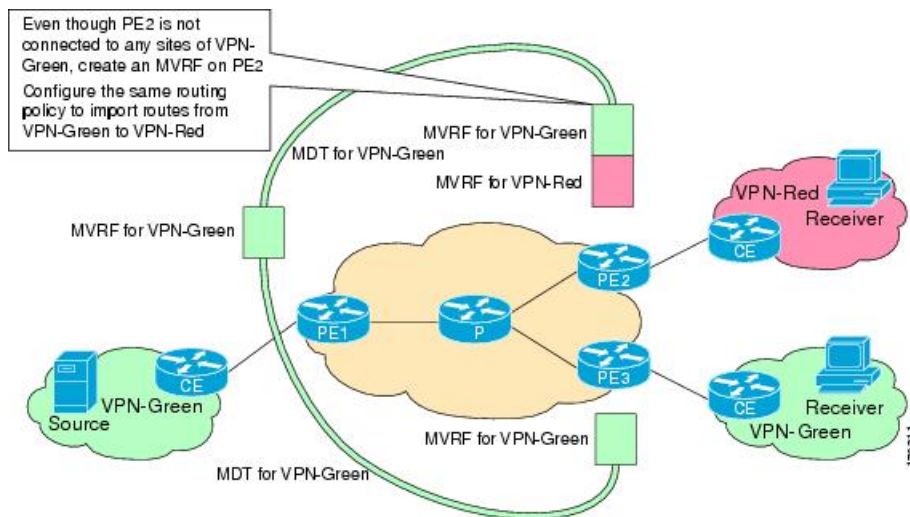 Even though PE2 is not
connected to any sites of VPN-
Green, create an MVRF on PE2
Configure the same routing
policy to import routes from
VPN-Green to VPN-Red
MVRF for VPN-Green
MDT for VPN-Green
MVRF for VPN-Red
VPN-Red
Receiver
MVRF for VPN-Green
CE
PE2
PE1
P
CE
VPN-Green
Source
PE3
CE
Receiver
VPN-Green
MVRF for VPN-Green
MDT for VPN-Green